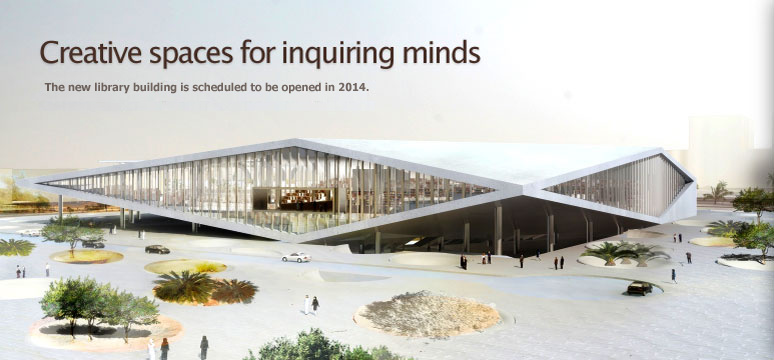 Creative spaces for inquiring minds
The new library building is scheduled to be opened in 2014.